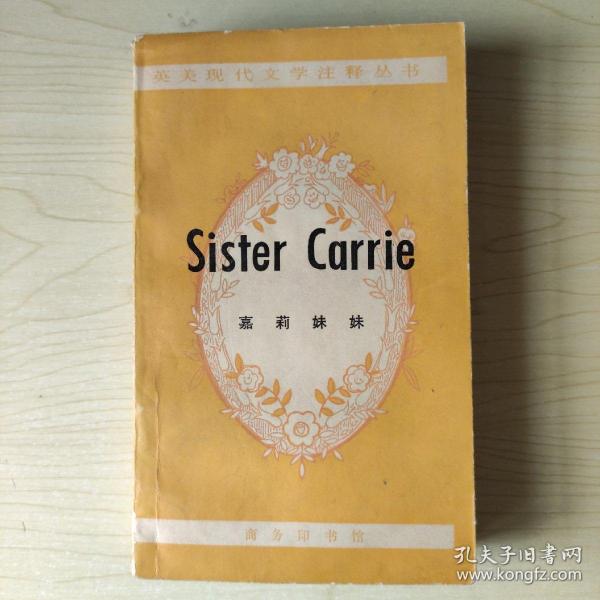 英美现代文学注释丛书
Sister Carrie
嘉莉妹妹
商务印书馆
孔夫子旧書网
www.kongfz.com